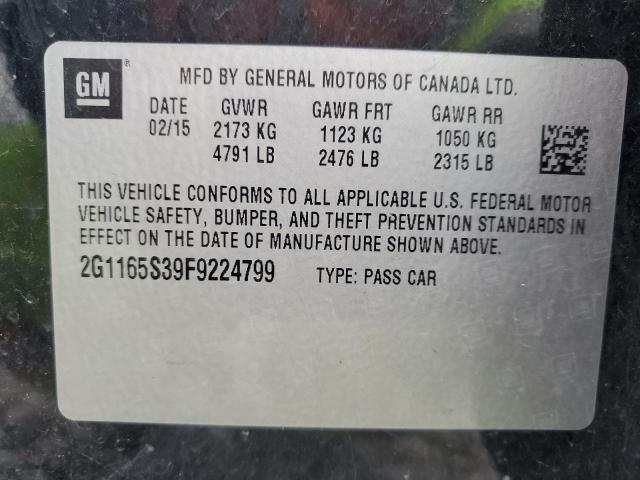 GM ®
MFD BY GENERAL MOTORS OF CANADA LTD.
DATE GVWR GAWR FRT GAWR RR
02/15 2173 KG 1123 KG 1050 KG
4791 LB 2476 LB 2315 LB
THIS VEHICLE CONFORMS TO ALL APPLICABLE U.S. FEDERAL MOTOR
VEHICLE SAFETY, BUMPER, AND THEFT PREVENTION STANDARDS IN
EFFECT ON THE DATE OF MANUFACTURE SHOWN ABOVE.
2G1165S39F9224799 TYPE: PASS CAR